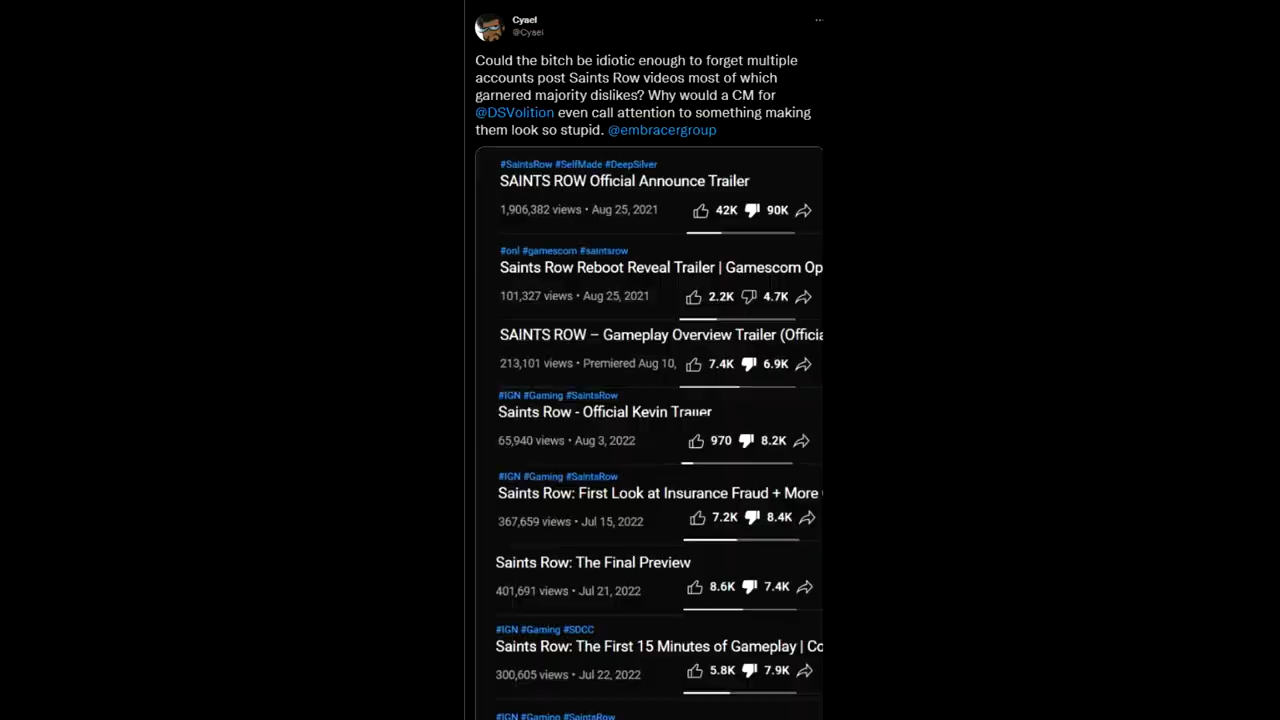 Cyael
@Cyael
Could the bitch be idiotic enough to forget multiple
accounts post Saints Row videos most of which
garnered majority dislikes? Why would a CM for
@DSVolition even call attention to something making
them look so stupid. @embracergroup
#SaintsRow #SelfMade #DeepSilver
SAINTS ROW Official Announce Trailer
1,906,382 views • Aug 25, 2021 42K 90K
#onl #gamescom #saintsrow
Saints Row Reboot Reveal Trailer | Gamescom Op
101,327 views • Aug 25, 2021 2.2K 4.7K
SAINTS ROW – Gameplay Overview Trailer (Officia
213,101 views • Premiered Aug 10, 7.4K 6.9K
#IGN #Gaming #SaintsRow
Saints Row - Official Kevin Trailer
65,940 views • Aug 3, 2022 970 8.2K
#IGN #Gaming #SaintsRow
Saints Row: First Look at Insurance Fraud + More
367,659 views • Jul 15, 2022 7.2K 8.4K
Saints Row: The Final Preview
401,691 views • Jul 21, 2022 8.6K 7.4K
#IGN #Gaming #SDCC
Saints Row: The First 15 Minutes of Gameplay | Co
300,605 views • Jul 22, 2022 5.8K 7.9K
#IGN #Gaming #SaintsRow